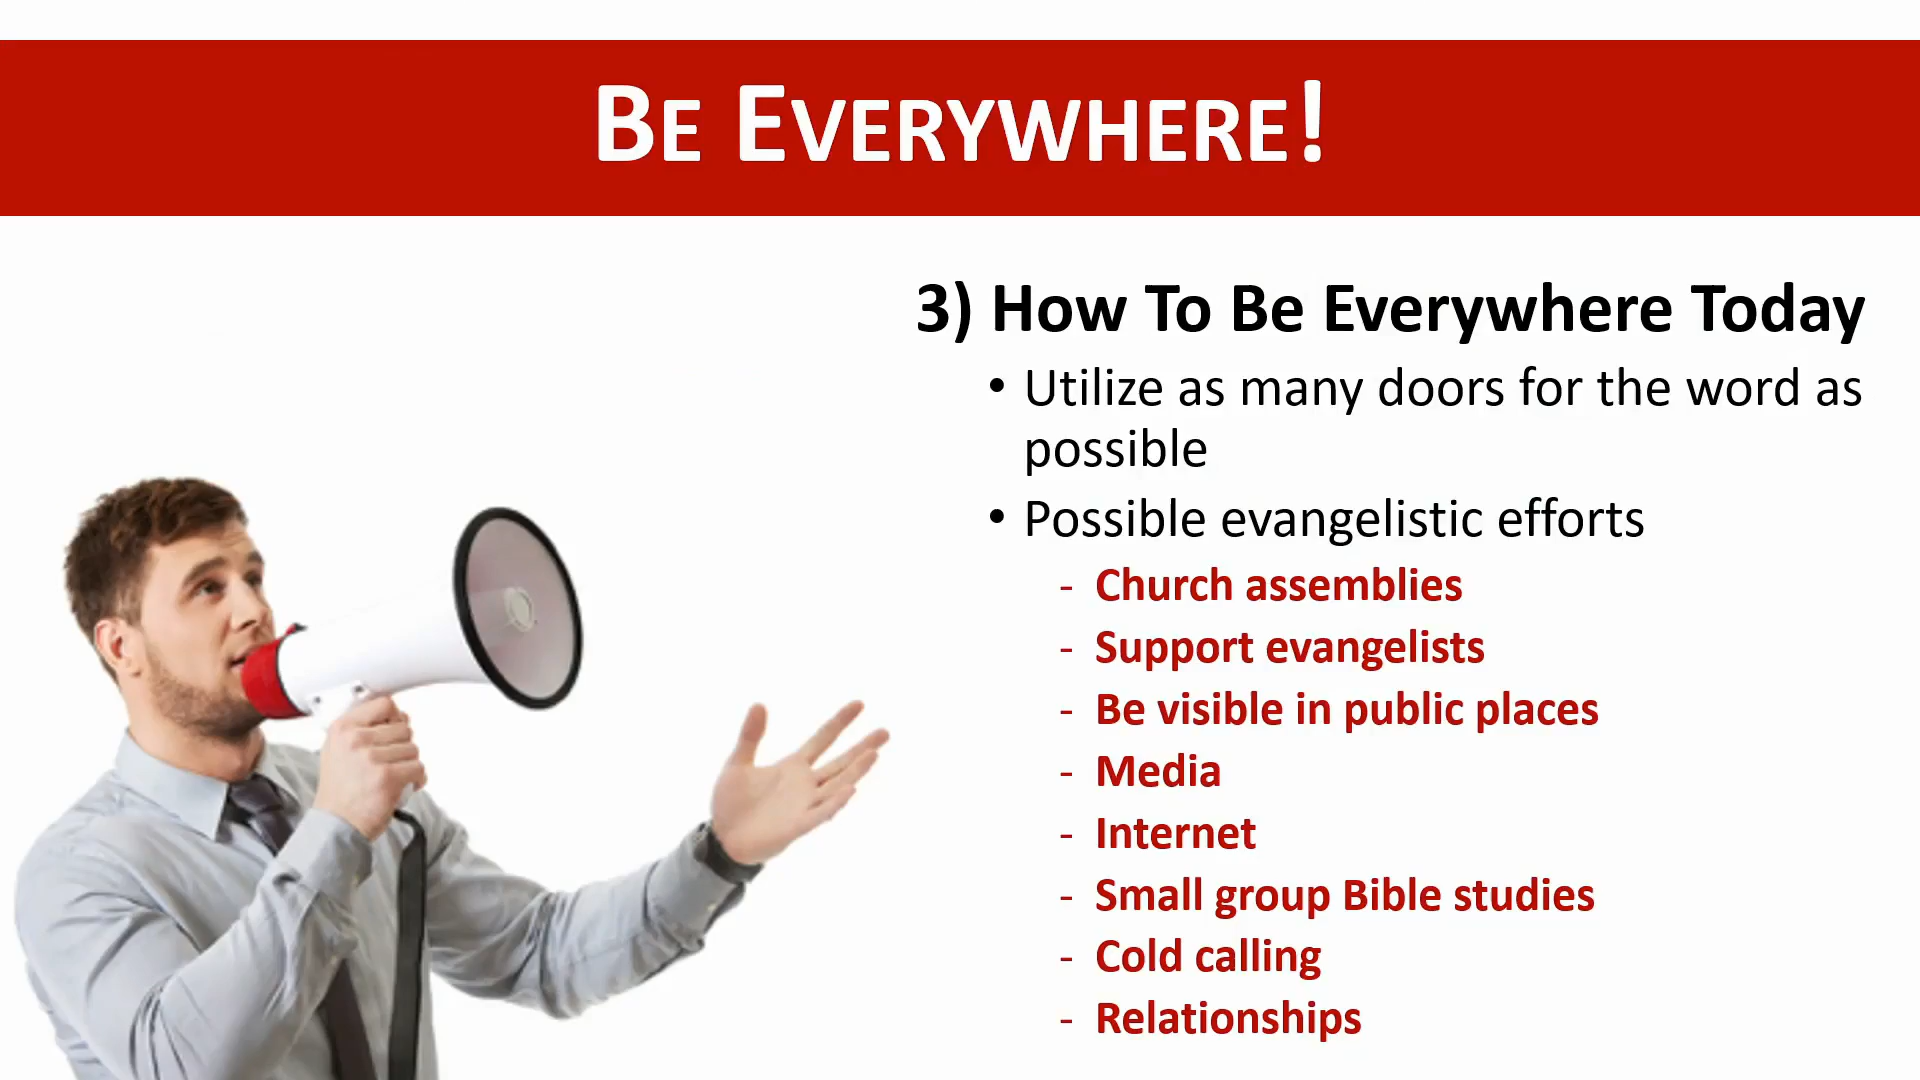 BE EVERYWHERE!
3) How To Be Everywhere Today
• Utilize as many doors for the word as
possible
• Possible evangelistic efforts
- Church assemblies
- Support evangelists
- Be visible in public places
- Media
- Internet
- Small group Bible studies
- Cold calling
- Relationships